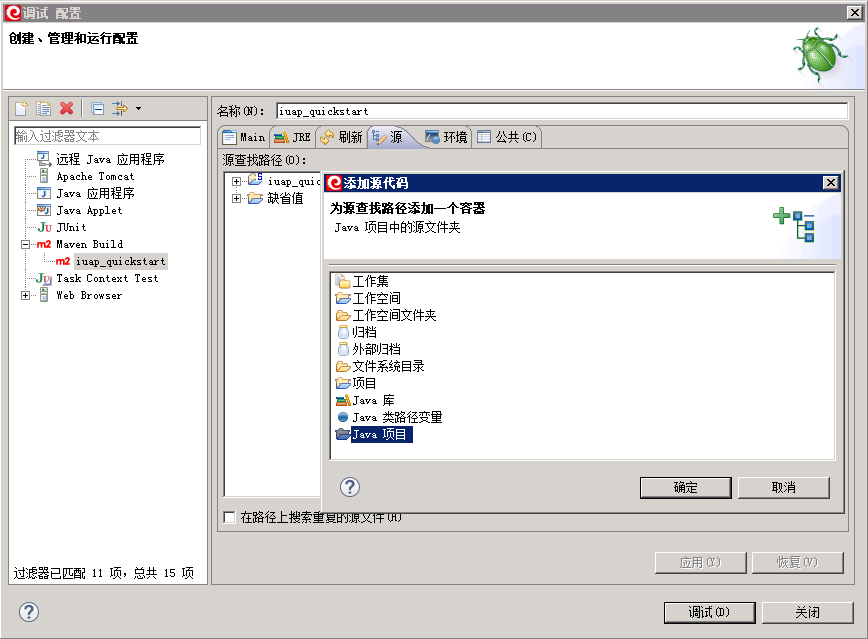 调试 配置
创建、管理和运行配置
输入过滤器文本
远程 Java 应用程序
Apache Tomcat
Java 应用程序
Java Applet
JUnit
Maven Build
iuap_quickstart
Task Context Test
Web Browser
过滤器已匹配 11 项，总共 15 项
名称(N)：
iuap_quickstart
Main JRE 刷新 源 环境 公共(C)
源查找路径(O)：
iuap_quic
缺省值
添加源代码
为源查找路径添加一个容器
Java 项目中的源文件夹
工作集
工作空间
工作空间文件夹
归档
外部归档
文件系统目录
项目
Java 库
Java 类路径变量
Java 项目
确定 取消
在路径上搜索重复的源文件(H)
应用(Y) 恢复(V)
调试(D) 关闭